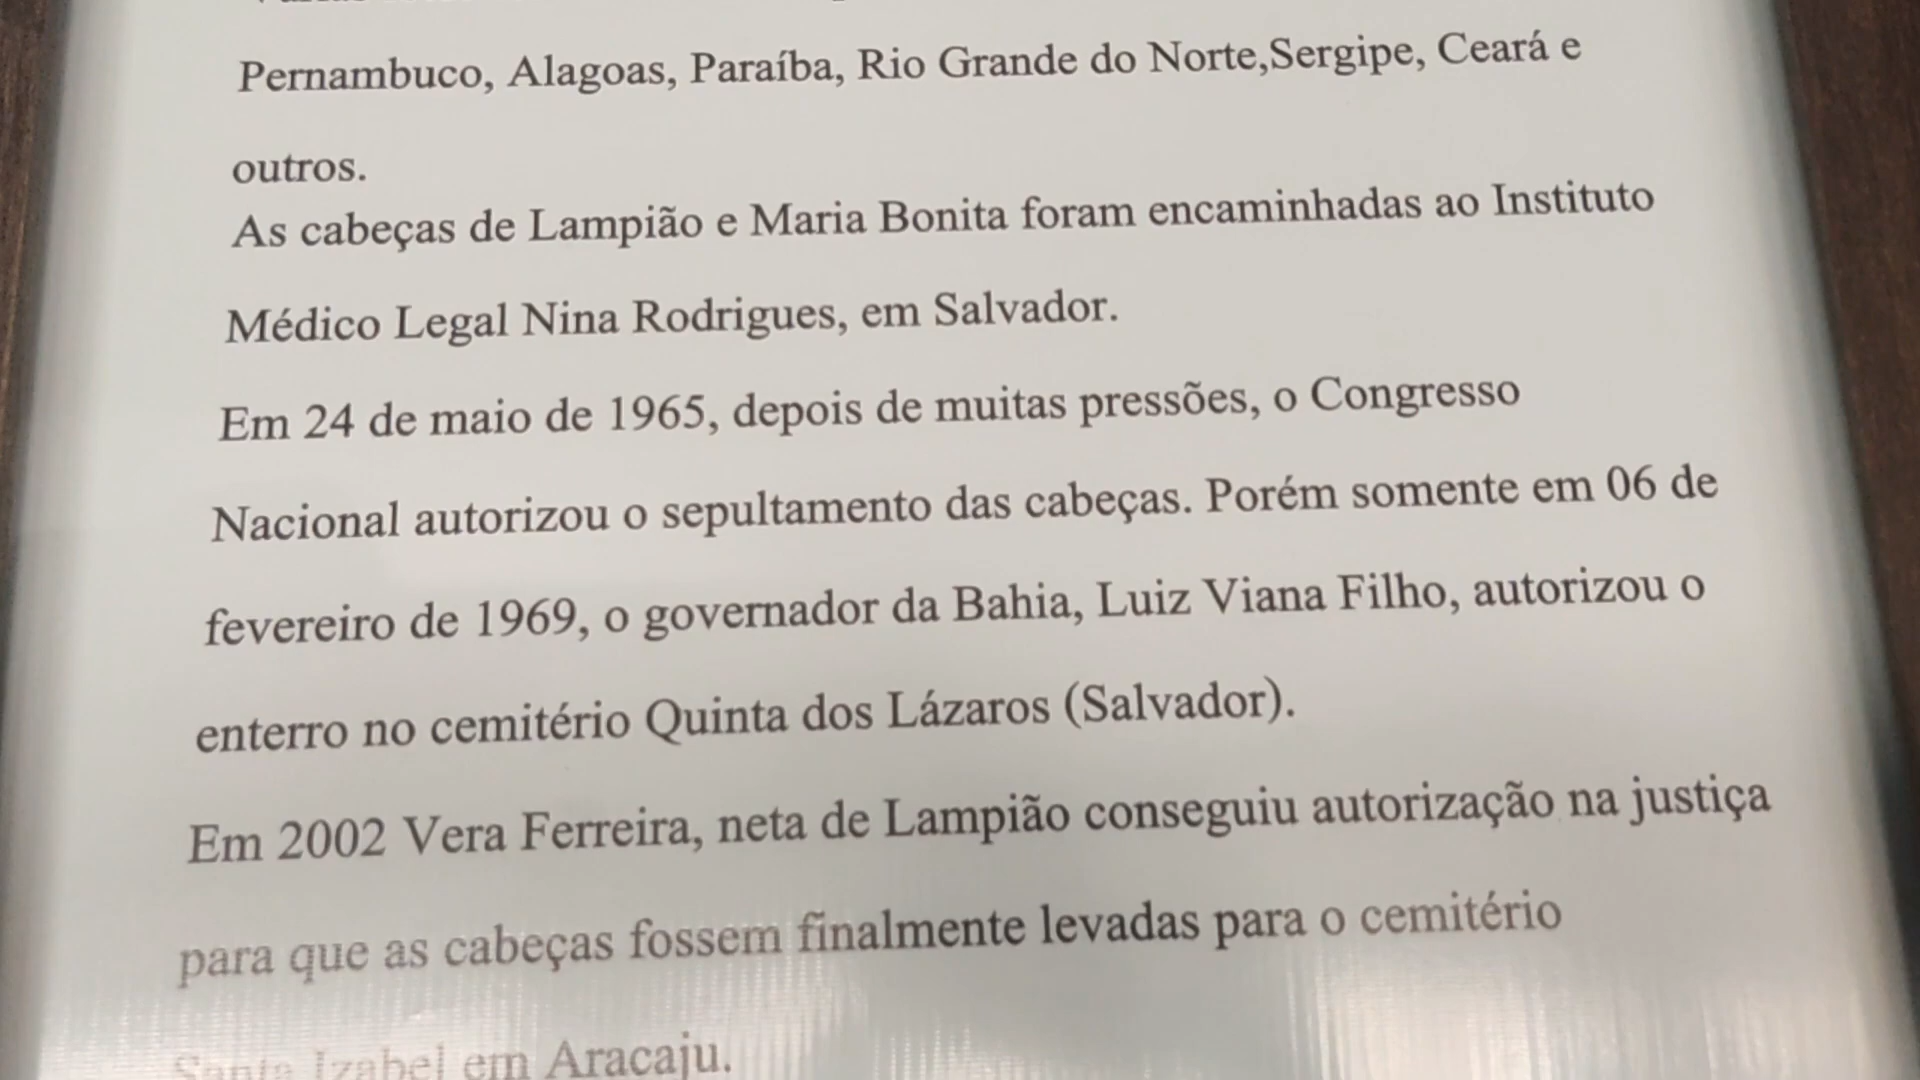 Pernambuco, Alagoas, Paraíba, Rio Grande do Norte,Sergipe, Ceará e
outros.
As cabeças de Lampião e Maria Bonita foram encaminhadas ao Instituto
Médico Legal Nina Rodrigues, em Salvador.
Em 24 de maio de 1965, depois de muitas pressões, o Congresso
Nacional autorizou o sepultamento das cabeças. Porém somente em 06 de
fevereiro de 1969, o governador da Bahia, Luiz Viana Filho, autorizou o
enterro no cemitério Quinta dos Lázaros (Salvador).
Em 2002 Vera Ferreira, neta de Lampião conseguiu autorização na justiça
para que as cabeças fossem finalmente levadas para o cemitério
Santa Izabel em Aracaju.